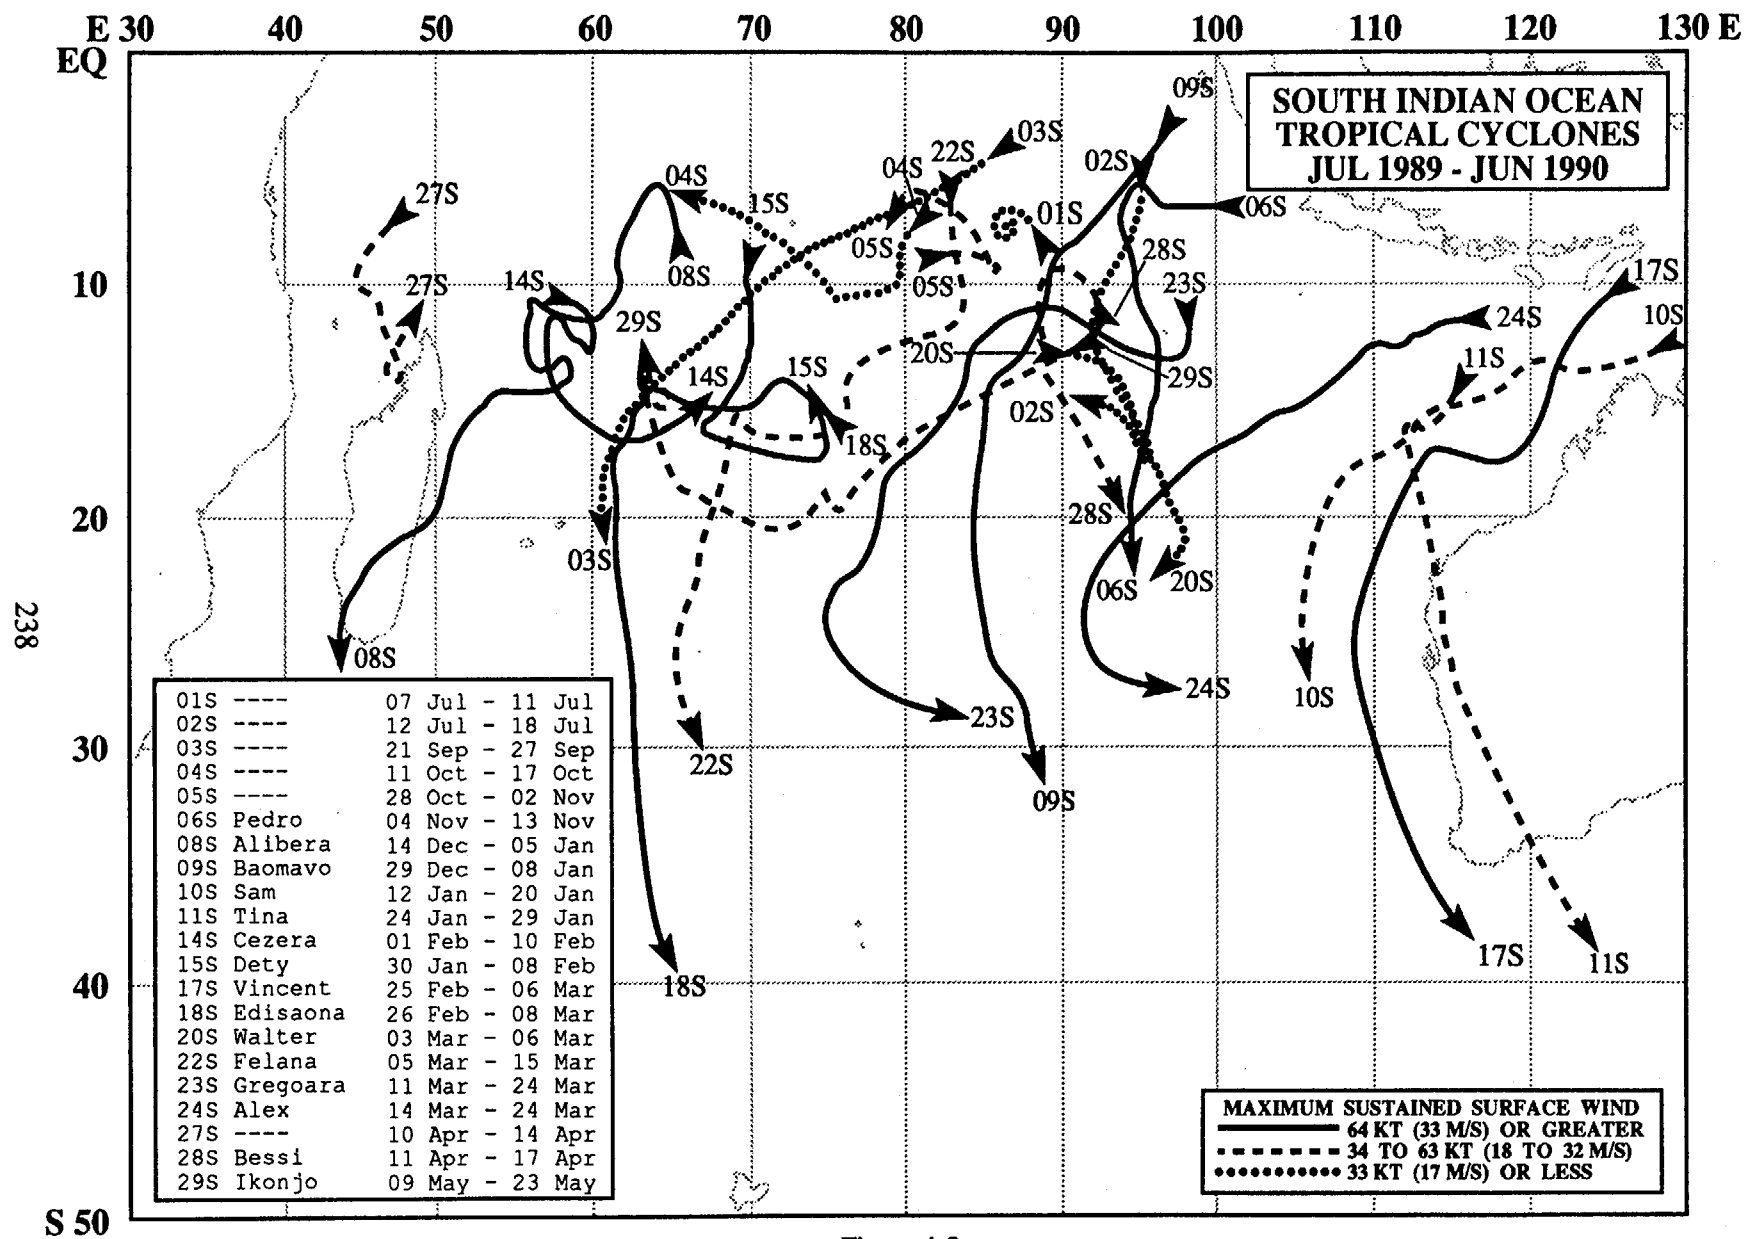 E 30 40 50 60 70 80 90 100 110 120 130 E
EQ
SOUTH INDIAN OCEAN
TROPICAL CYCLONES
JUL 1989 - JUN 1990
09S
03S
22S
02S
04S
04S
27S
15S
06S
01S
05S
28S
08S
05S
17S
10
14S
27S
23S
29S
24S
10S
20S
11S
14S
15S
29S
02S
18S
20
28S
03S
06S
20S
238
08S
24S
10S
23S
22S
30
09S
17S
11S
18S
40
01S ---- 07 Jul - 11 Jul
02S ---- 12 Jul - 18 Jul
03S ---- 21 Sep - 27 Sep
04S ---- 11 Oct - 17 Oct
05S ---- 28 Oct - 02 Nov
06S Pedro 04 Nov - 13 Nov
08S Alibera 14 Dec - 05 Jan
09S Baomavo 29 Dec - 08 Jan
10S Sam 12 Jan - 20 Jan
11S Tina 24 Jan - 29 Jan
14S Cezera 01 Feb - 10 Feb
15S Dety 30 Jan - 08 Feb
17S Vincent 25 Feb - 06 Mar
18S Edisaona 26 Feb - 08 Mar
20S Walter 03 Mar - 06 Mar
22S Felana 05 Mar - 15 Mar
23S Gregoara 11 Mar - 24 Mar
24S Alex 14 Mar - 24 Mar
27S ---- 10 Apr - 14 Apr
28S Bessi 11 Apr - 17 Apr
29S Ikonjo 09 May - 23 May
MAXIMUM SUSTAINED SURFACE WIND
64 KT (33 M/S) OR GREATER
34 TO 63 KT (18 TO 32 M/S)
33 KT (17 M/S) OR LESS
S 50